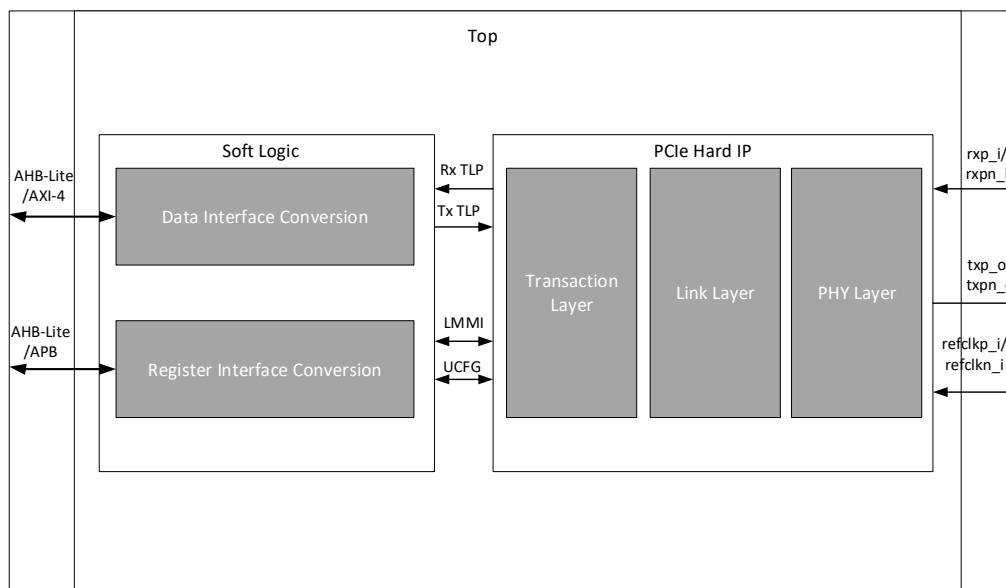 Top
Soft Logic
PCIe Hard IP
AHB-Lite
/AXI-4
Data Interface Conversion
Rx TLP
Tx TLP
AHB-Lite
/APB
Register Interface Conversion
LMMI
UCFG
Transaction
Layer
Link Layer
PHY Layer
rxp_i/
rxpn_i
txp_o
txpn_
refclkp_i/
refclkn_i